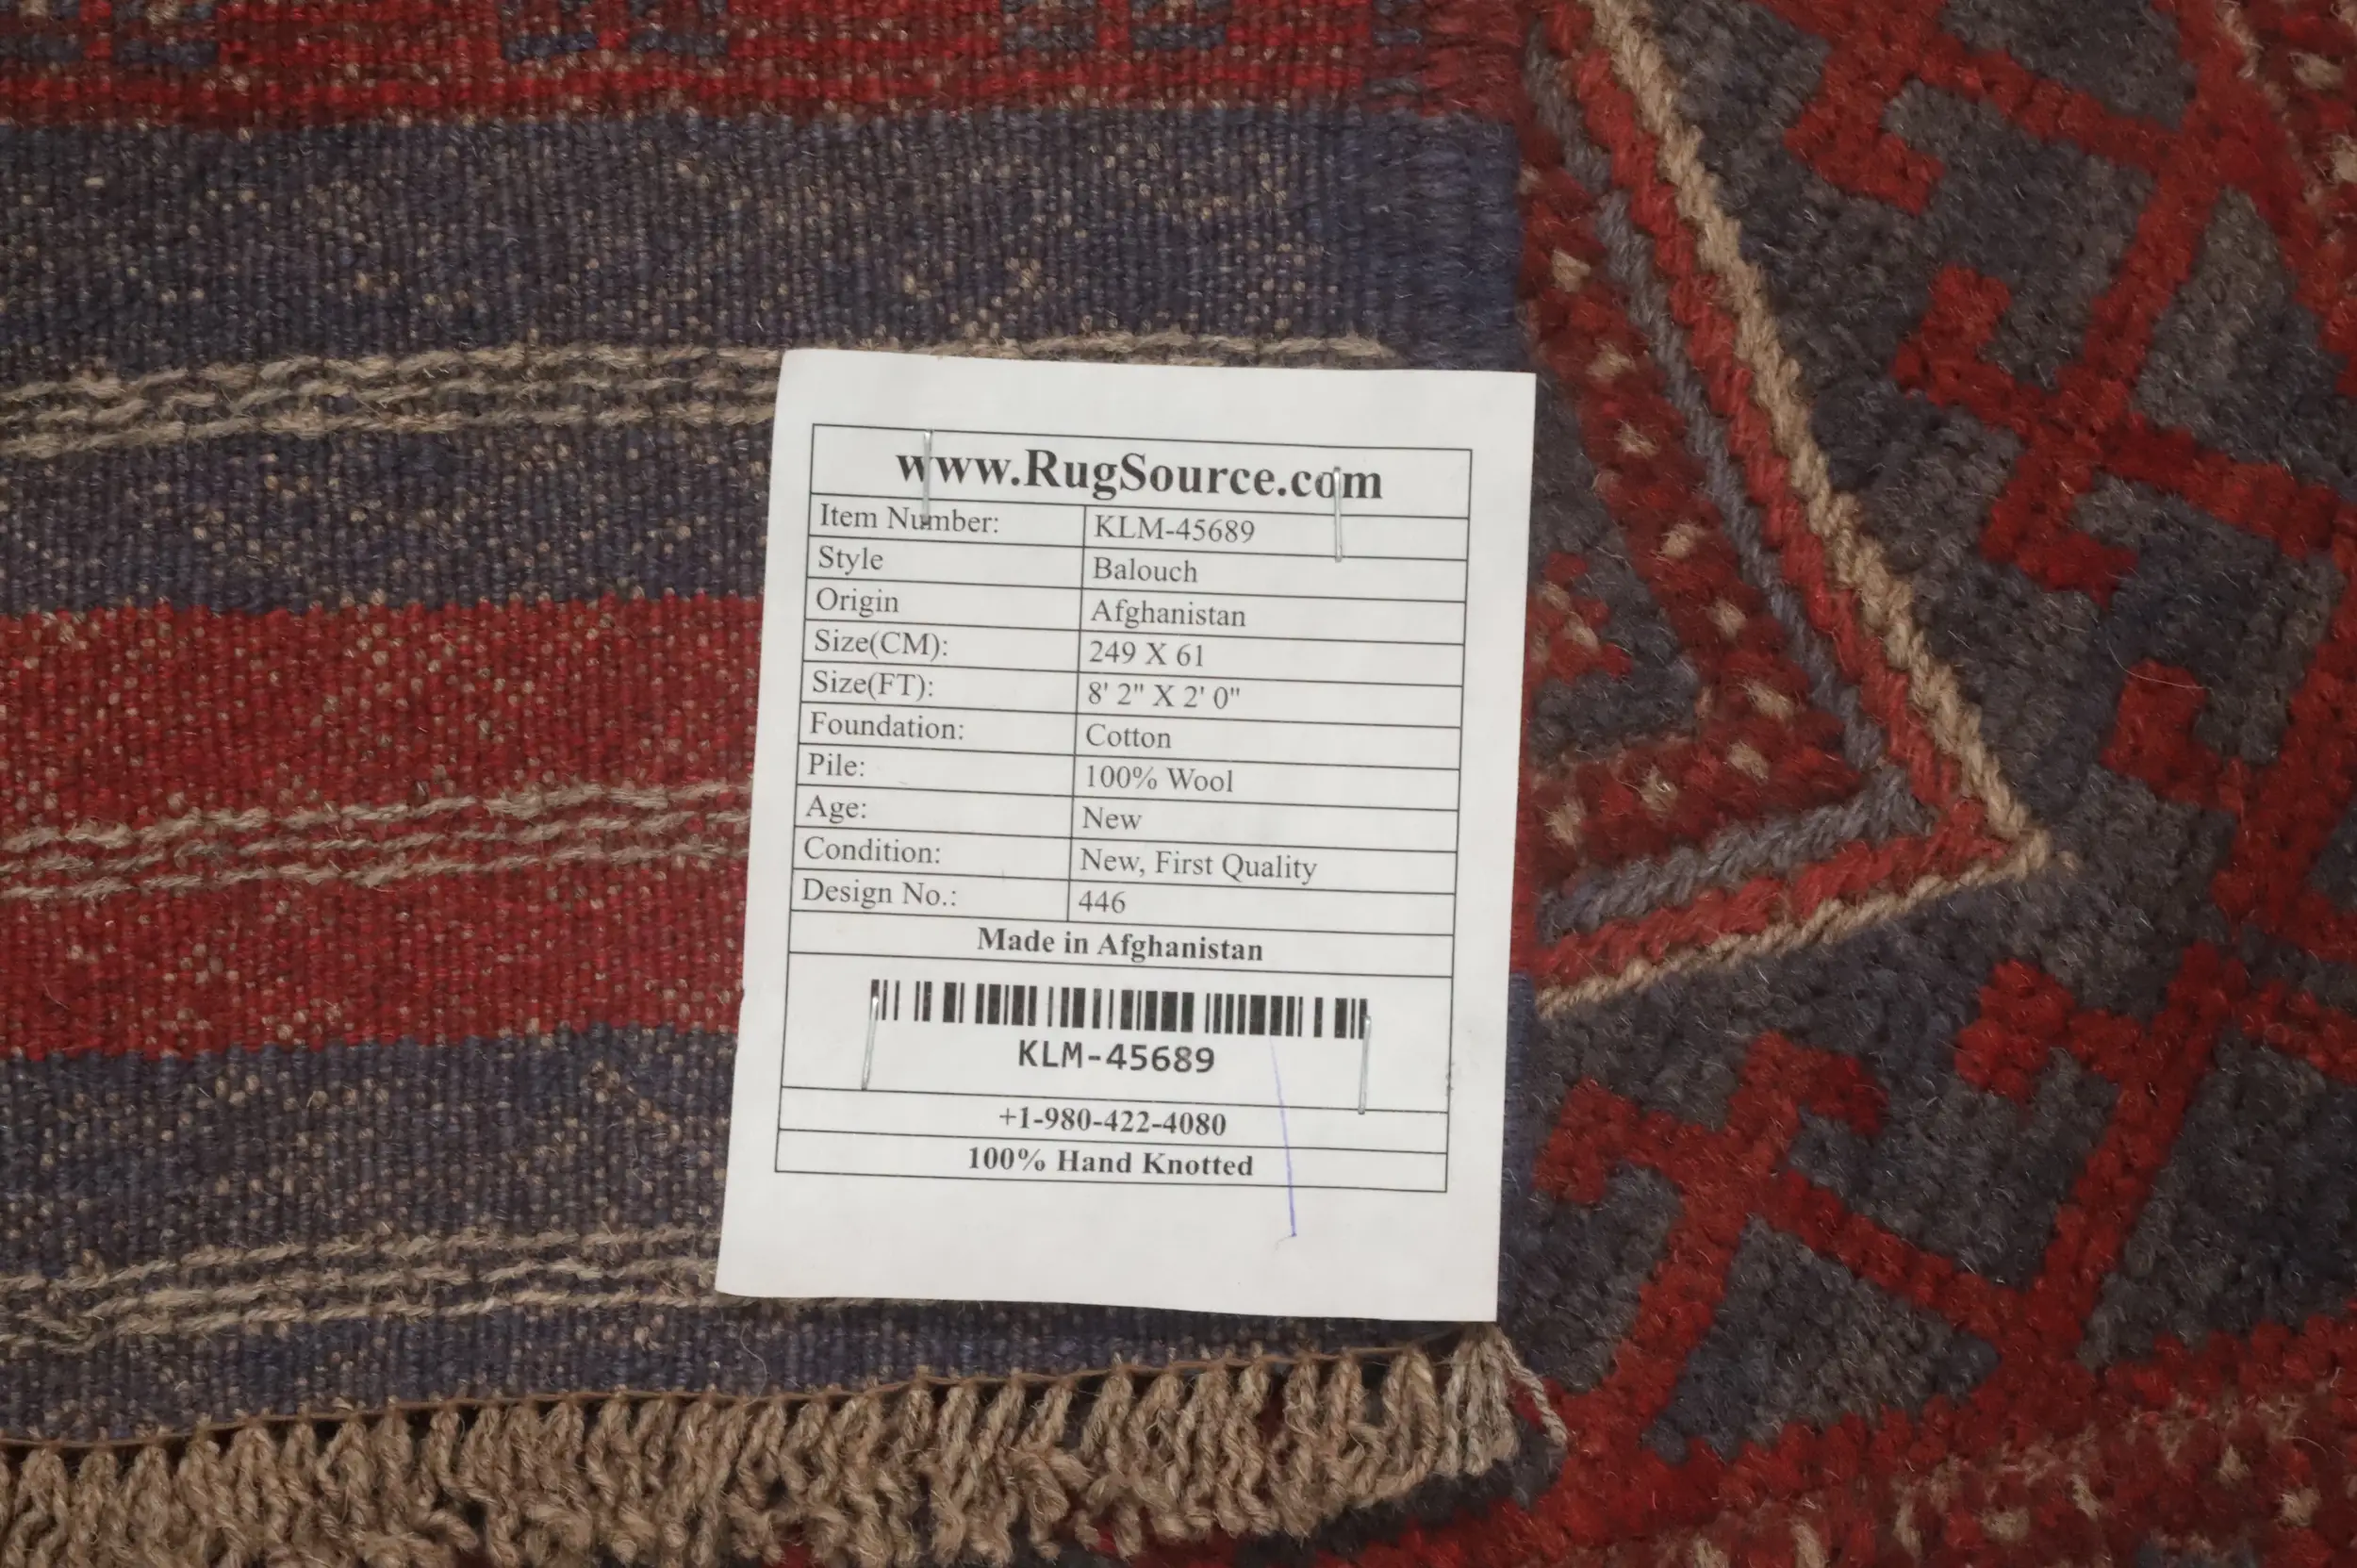 www.RugSource.com
Item Number: KLM-45689
Style Balouch
Origin Afghanistan
Size(CM): 249 X 61
Size(FT): 8' 2" X 2' 0"
Foundation: Cotton
Pile: 100% Wool
Age: New
Condition: New, First Quality
Design No.: 446
Made in Afghanistan
KLM-45689
+1-980-422-4080
100% Hand Knotted